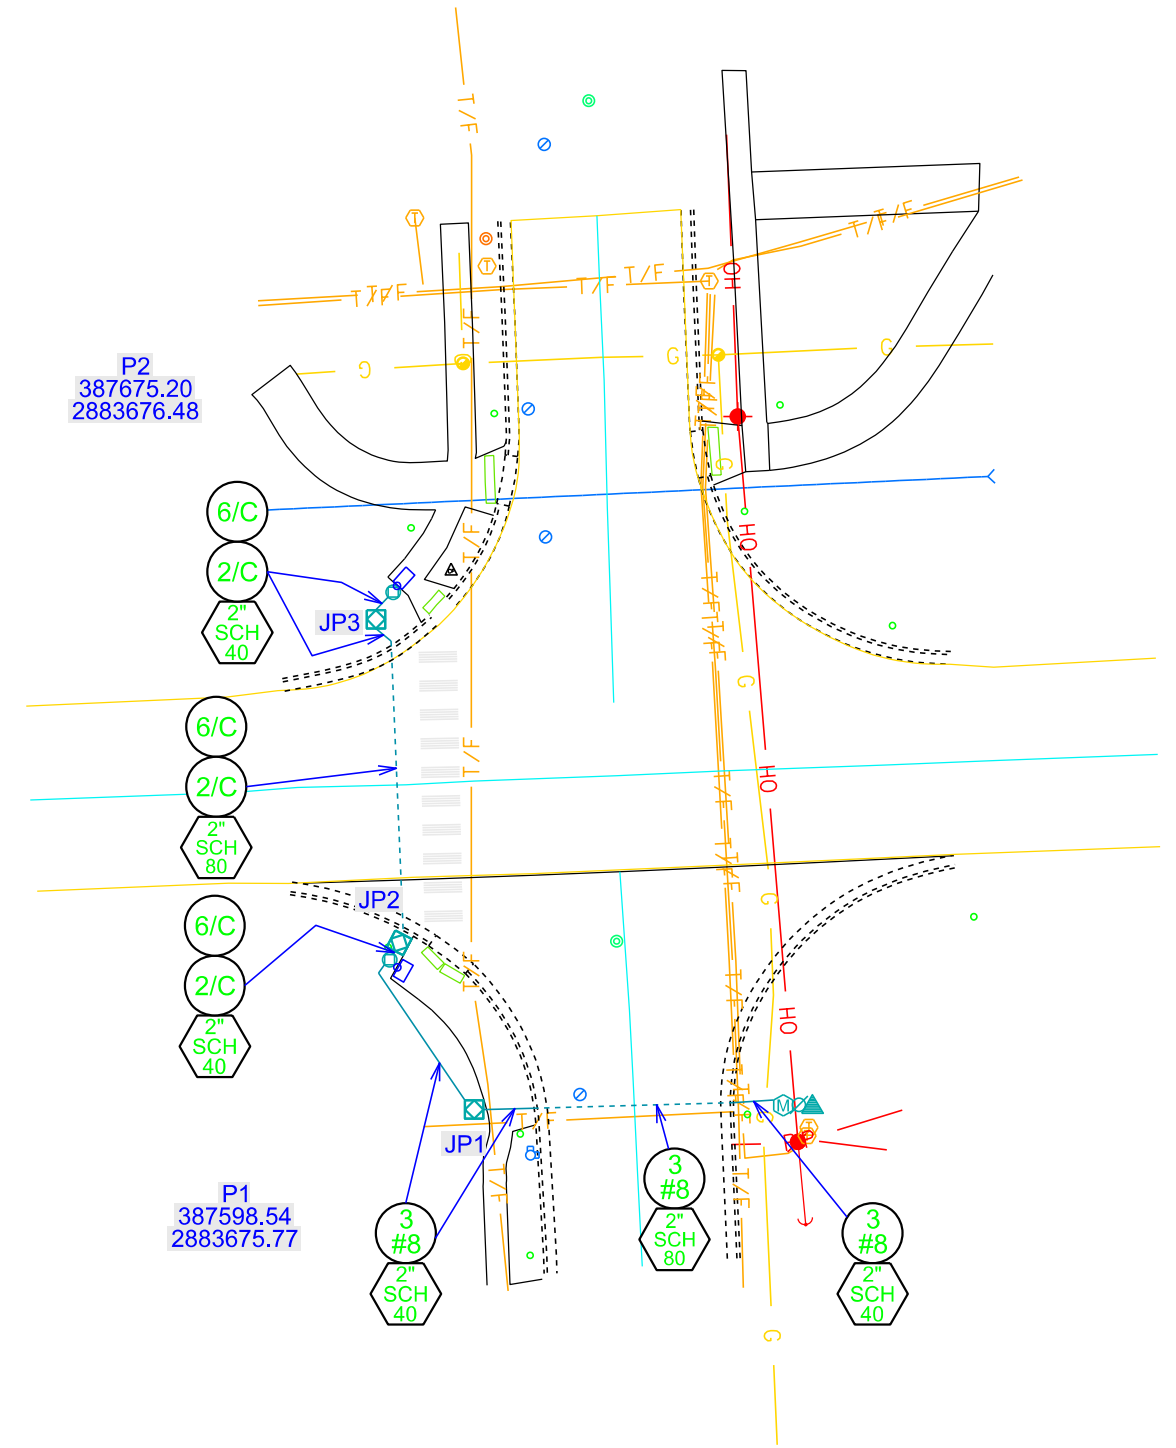 T/F
T
T
T/F
T/F
T/F
T/F
T/F
T/F
T
OH
T/F
G
G
G
P2
387675.20
2883676.48
T/F
G
6/C
T/F
OH
2/C
2"
SCH
40
JP3
T/F
T/F
G
6/C
T/F
OH
2/C
T/F
2"
SCH
80
T/F
T/F
JP2
G
6/C
2/C
T/F
T/F
OH
2"
SCH
40
T/F
M
T/F
G
T
JP1
P1
387598.54
2883675.77
T/F
T/F
3
#8
2"
SCH
80
3
#8
2"
SCH
40
3
#8
2"
SCH
40
G